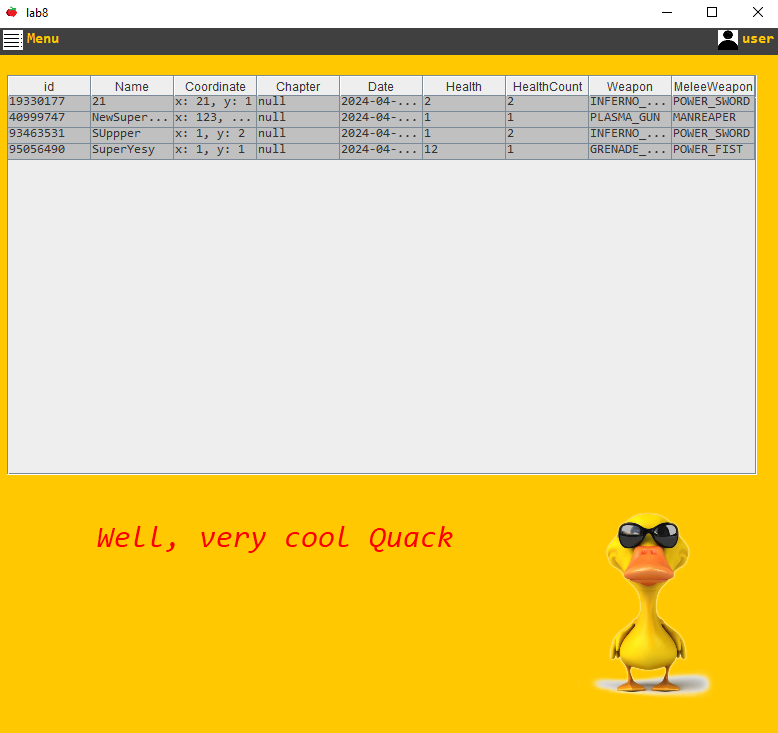 lab8
Menu user
id Name Coordinate Chapter Date Health HealthCount Weapon MeleeWeapon
19330177 21 x: 21, y: 1 null 2024-04-... 2 2 INFERNO_... POWER_SWORD
40999747 NewSuper... x: 123, ... null 2024-04-... 1 1 PLASMA_GUN MANREAPER
93463531 SUppper x: 1, y: 2 null 2024-04-... 1 2 INFERNO_... POWER_SWORD
95056490 SuperYesy x: 1, y: 1 null 2024-04-... 12 1 GRENADE_... POWER_FIST
Well, very cool Quack